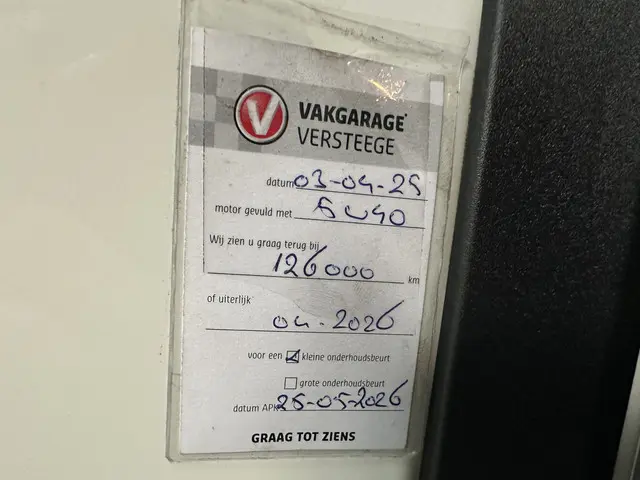 V VAKGARAGE
VERSTEEGE
datum 03-04-25
motor gevuld met 5W40
Wij zien u graag terug bij
126000 km
of uiterlijk
04-2026
voor een kleine onderhoudsbeurt
grote onderhoudsbeurt
datum APK 26-05-2026
GRAAG TOT ZIENS